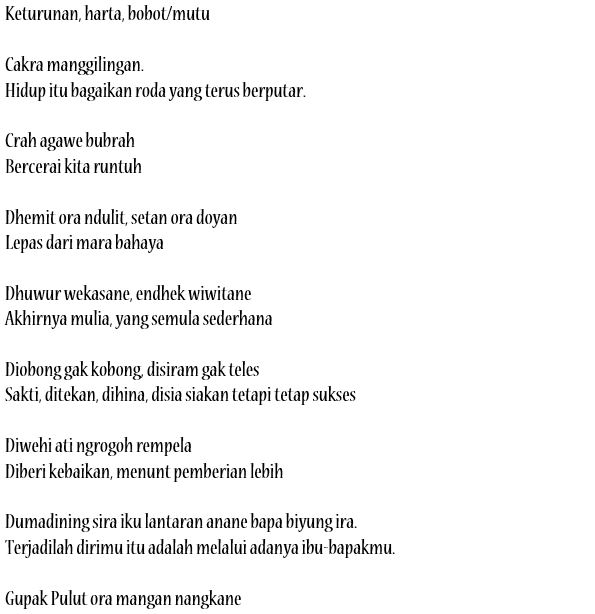 Keturunan, harta, bobot/mutu
Cakra manggilingan.
Hidup itu bagaikan roda yang terus berputar.
Crah agawe bubrah
Bercerai kita runtuh
Dhemit ora ndulit, setan ora doyan
Lepas dari mara bahaya
Dhuwur wekasane, endhek wiwitane
Akhirnya mulia, yang semula sederhana
Diobong gak kobong, disiram gak teles
Sakti, ditekan, dihina, disia siakan tetapi tetap sukses
Diwehi ati ngrogoh rempela
Diberi kebaikan, menunt pemberian lebih
Dumadining sira iku lantaran anane bapa biyung ira.
Terjadilah dirimu itu adalah melalui adanya ibu-bapakmu.
Gupak Pulut ora mangan nangkane